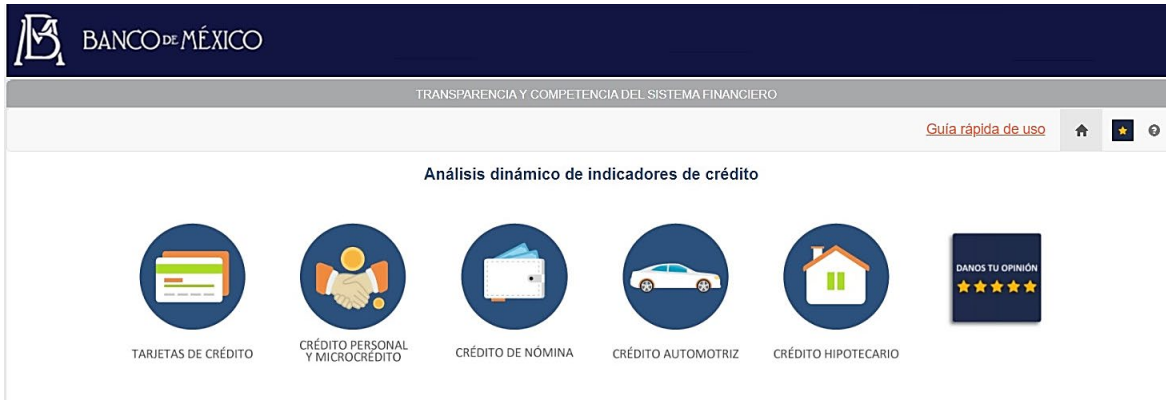 BANCO DE MÉXICO
TRANSPARENCIA Y COMPETENCIA DEL SISTEMA FINANCIERO
Guía rápida de uso
Análisis dinámico de indicadores de crédito
DANOS TU OPINIÓN
TARJETAS DE CRÉDITO
CRÉDITO PERSONAL
Y MICROCRÉDITO
CRÉDITO DE NÓMINA
CRÉDITO AUTOMOTRIZ
CRÉDITO HIPOTECARIO